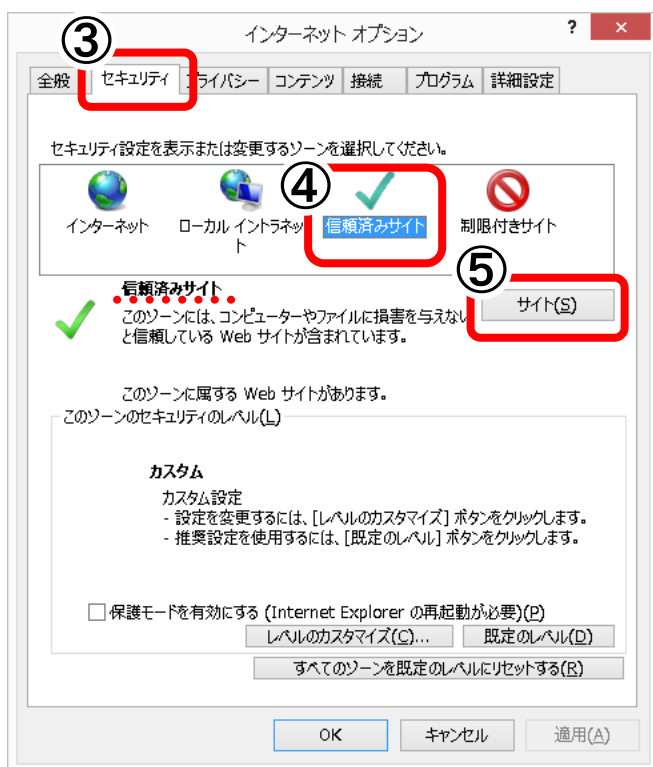 ③
インターネット オプション
?
×
全般
セキュリティ
プライバシー
コンテンツ
接続
プログラム
詳細設定
セキュリティ設定を表示または変更するゾーンを選択してください。
④
インターネット
ローカル イントラネッ
ト
信頼済みサイト
制限付きサイト
⑤
信頼済みサイト
サイト(S)
このゾーンには、コンピューターやファイルに損害を与えない
と信頼している Web サイトが含まれています。
このゾーンに属する Web サイトがあります。
このゾーンのセキュリティのレベル(L)
カスタム
カスタム設定
- 設定を変更するには、[レベルのカスタマイズ] ボタンをクリックします。
- 推奨設定を使用するには、[既定のレベル] ボタンをクリックします。
保護モードを有効にする (Internet Explorer の再起動が必要)(P)
レベルのカスタマイズ(C)...
既定のレベル(D)
すべてのゾーンを既定のレベルにリセットする(R)
OK
キャンセル
適用(A)